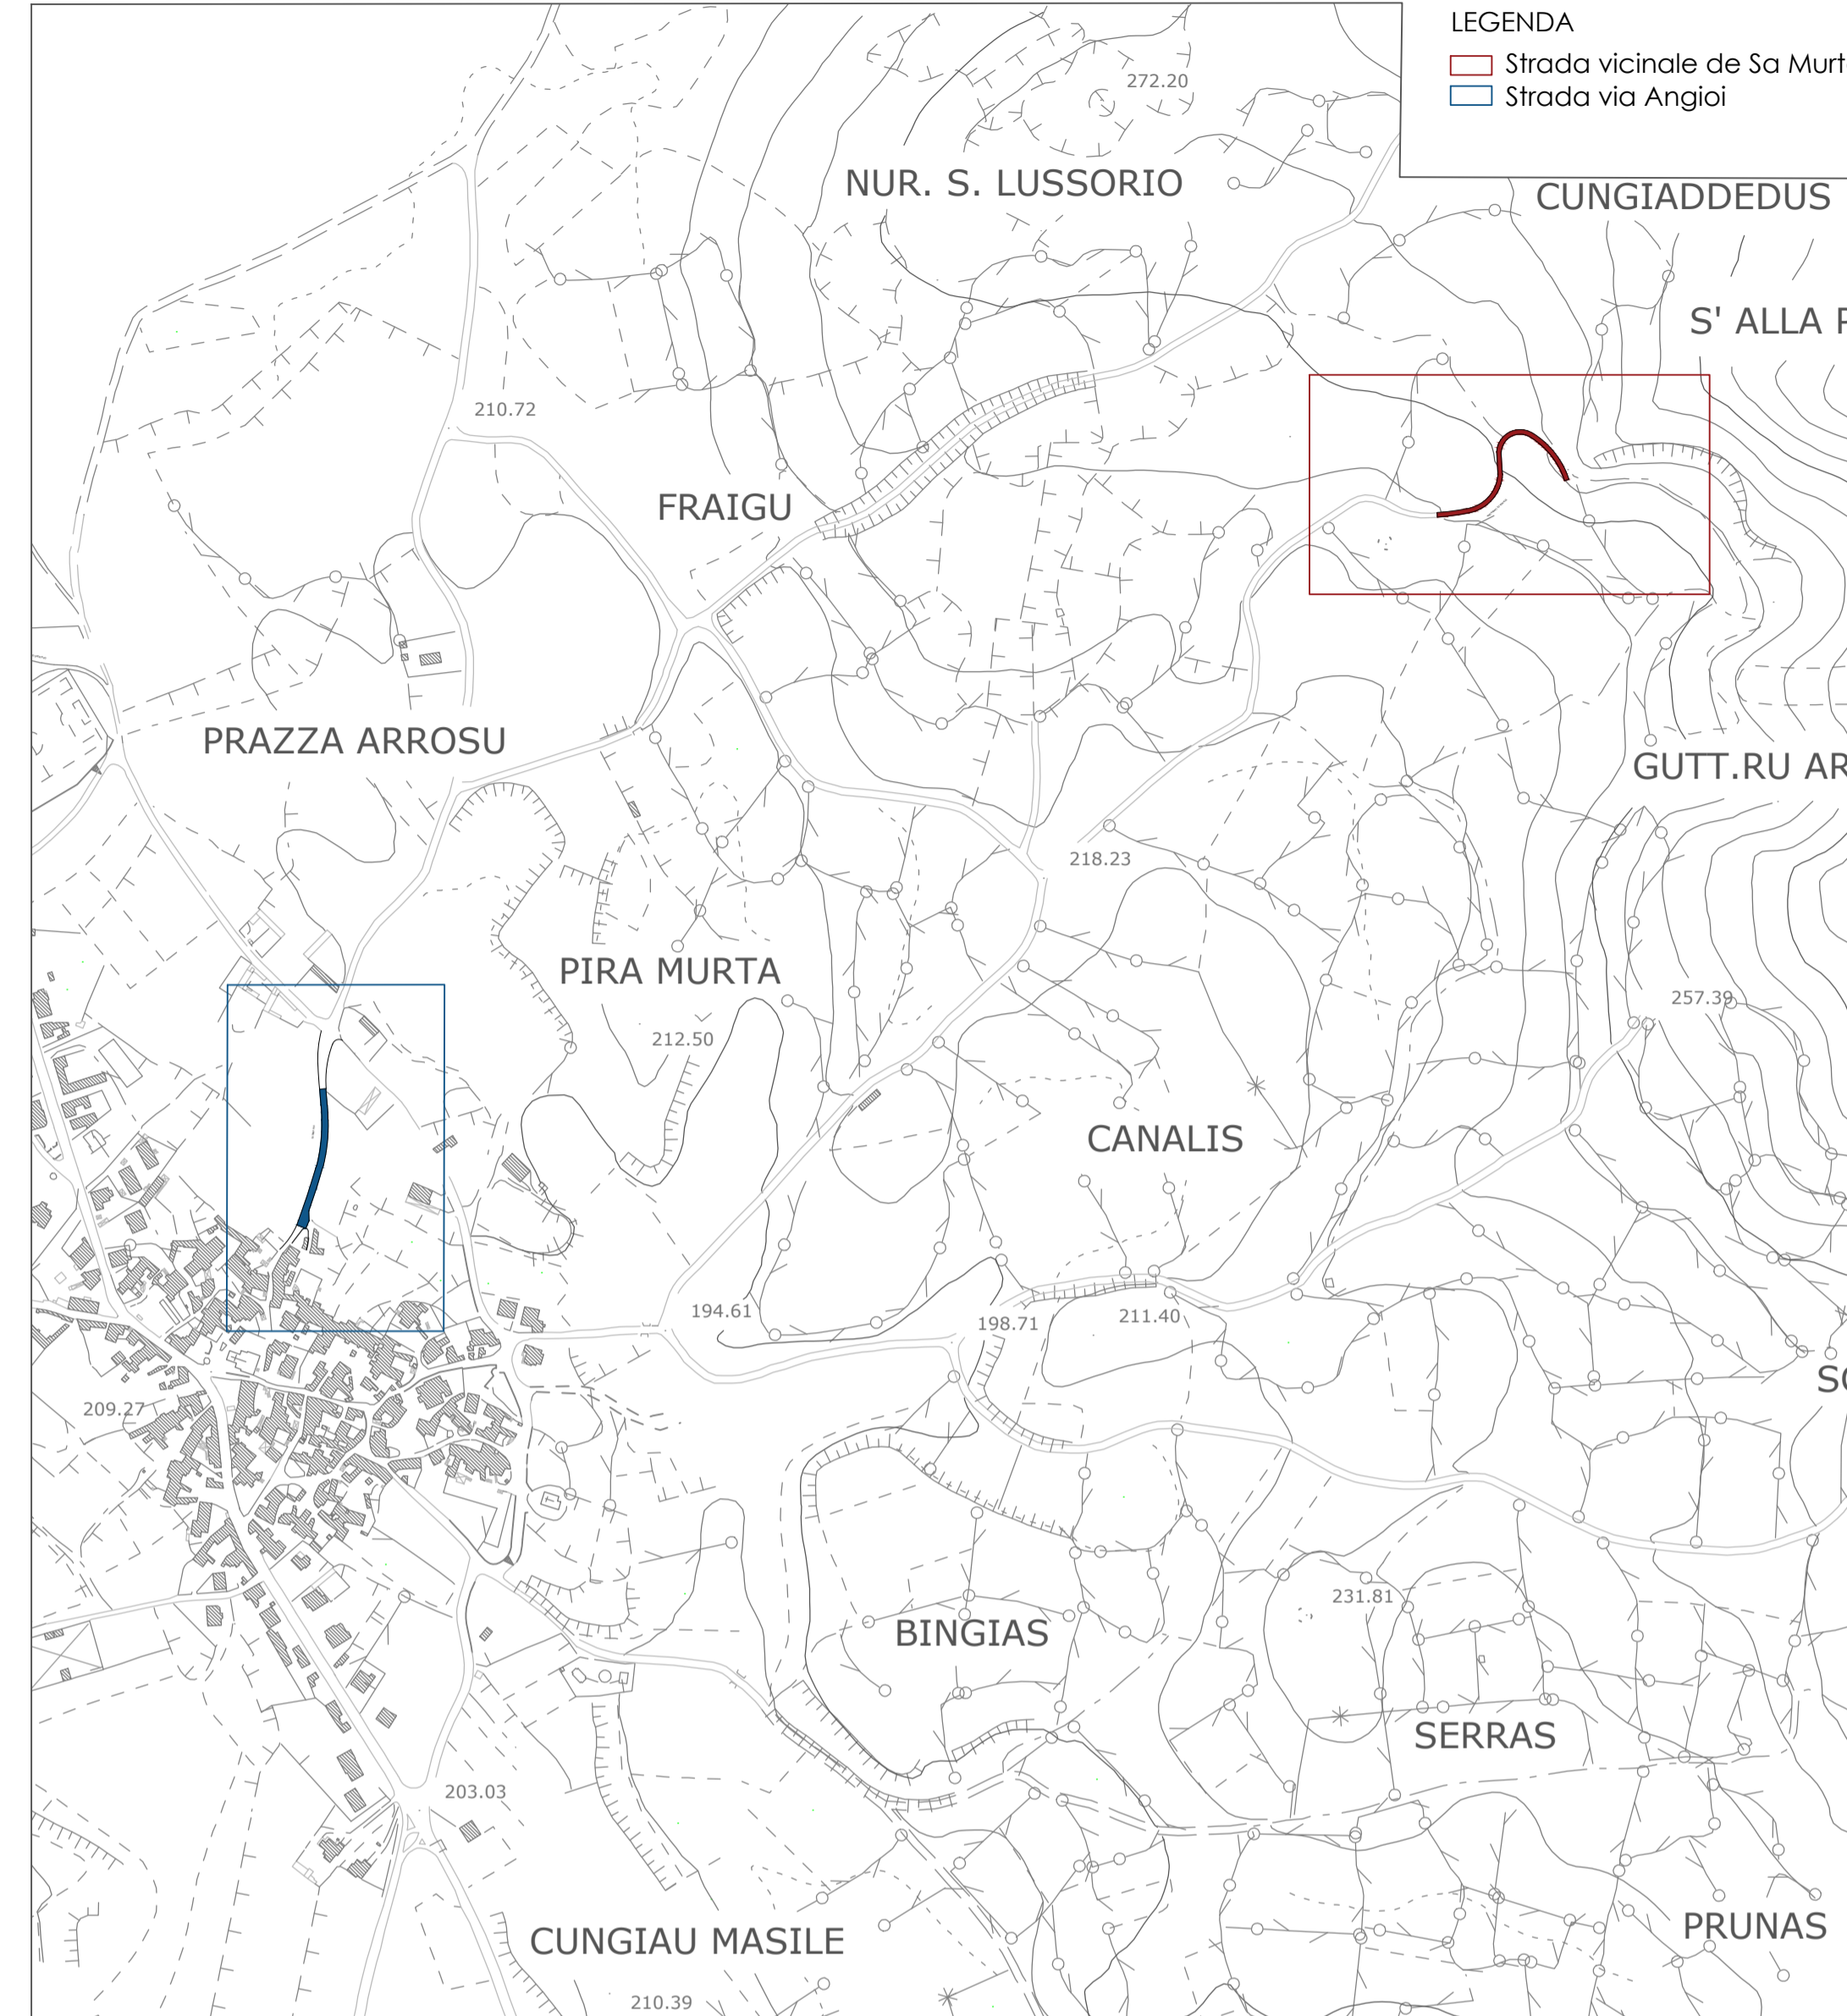 LEGENDA
Strada vicinale de Sa Murt
Strada via Angioi
272.20
NUR. S. LUSSORIO
CUNGIADDEDUS
S' ALLA
210.72
FRAIGU
PRAZZA ARROSU
GUTT.RU AR
218.23
PIRA MURTA
257.39
212.50
CANALIS
194.61
198.71
211.40
209.27
231.81
BINGIAS
SERRAS
203.03
PRUNAS
CUNGIAU MASILE
210.39